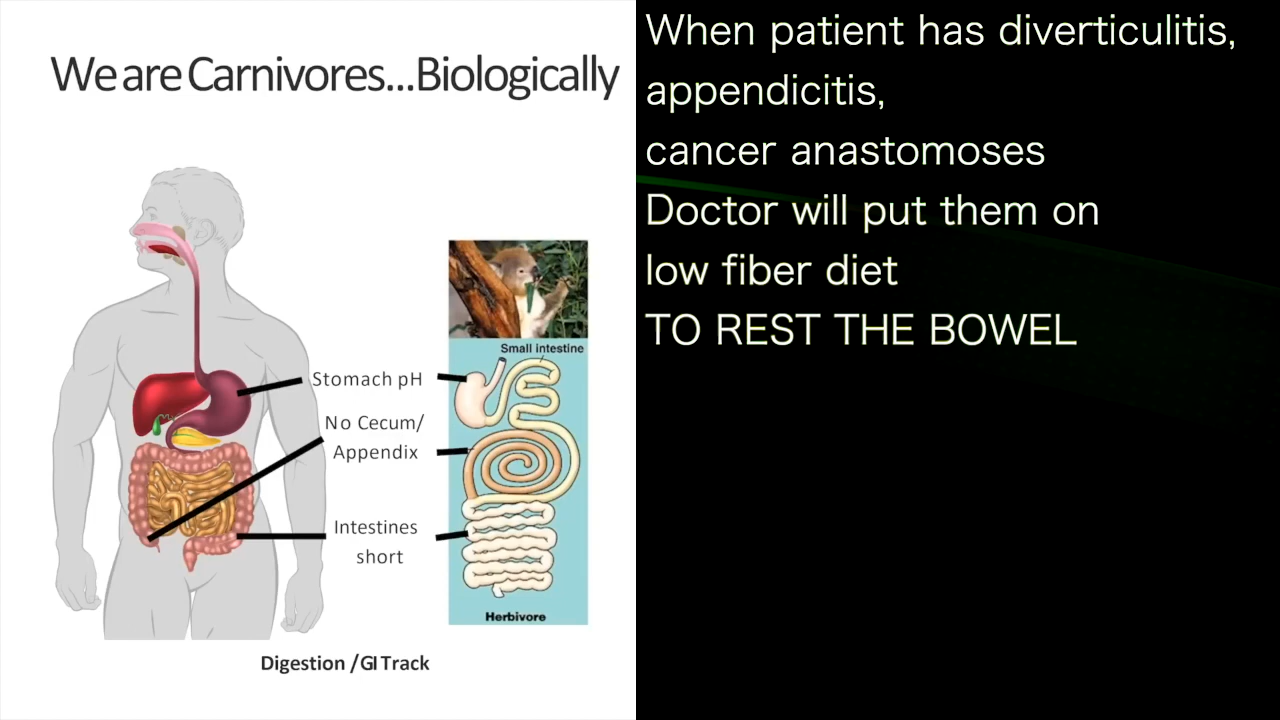 We are Carnivores...Biologically
Stomach pH
No Cecum/
Appendix
Intestines
short
Small intestine
Herbivore
Digestion /GI Track
When patient has diverticulitis,
appendicitis,
cancer anastomoses
Doctor will put them on
low fiber diet
TO REST THE BOWEL